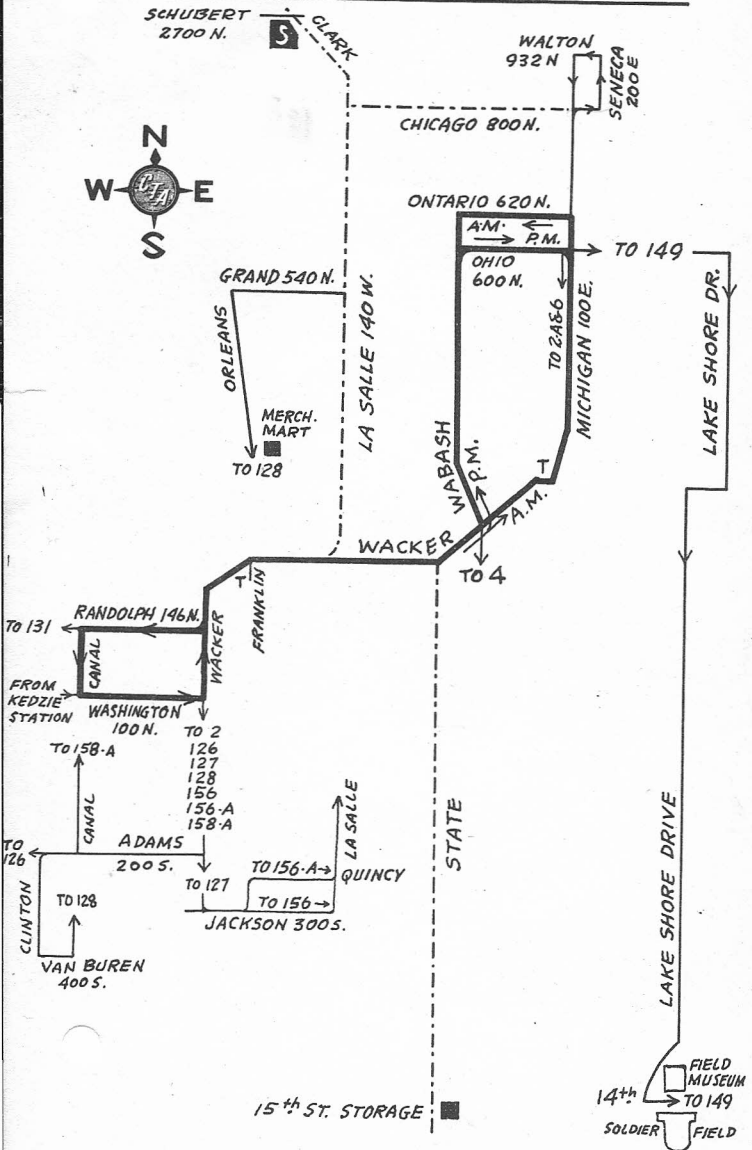 SCHUBERT
2700 N.
S
CLARK
WALTON
932 N
SENECA
200 E
CHICAGO 800 N.
N
W
CTA
E
S
ONTARIO 620 N.
A.M.
P.M.
OHIO
600 N.
TO 149
LAKE SHORE DR.
GRAND 540 N.
ORLEANS
LA SALLE 140 W.
TO 2A&6
MICHIGAN 100 E.
MERCH.
MART
TO 128
WABASH
P.M.
T
A.M.
WACKER
TO 4
T
FRANKLIN
RANDOLPH 146 N.
TO 131
CANAL
WACKER
FROM
KEDZIE
STATION
WASHINGTON
100 N.
TO 158-A
TO 2
126
127
128
156
156-A
158-A
CANAL
ADAMS
200 S.
TO
126
TO 127
LA SALLE
TO 156-A
QUINCY
TO 156
JACKSON 300 S.
CLINTON
TO 128
VAN BUREN
400 S.
STATE
LAKE SHORE DRIVE
15th ST. STORAGE
FIELD
MUSEUM
14th
TO 149
SOLDIER FIELD